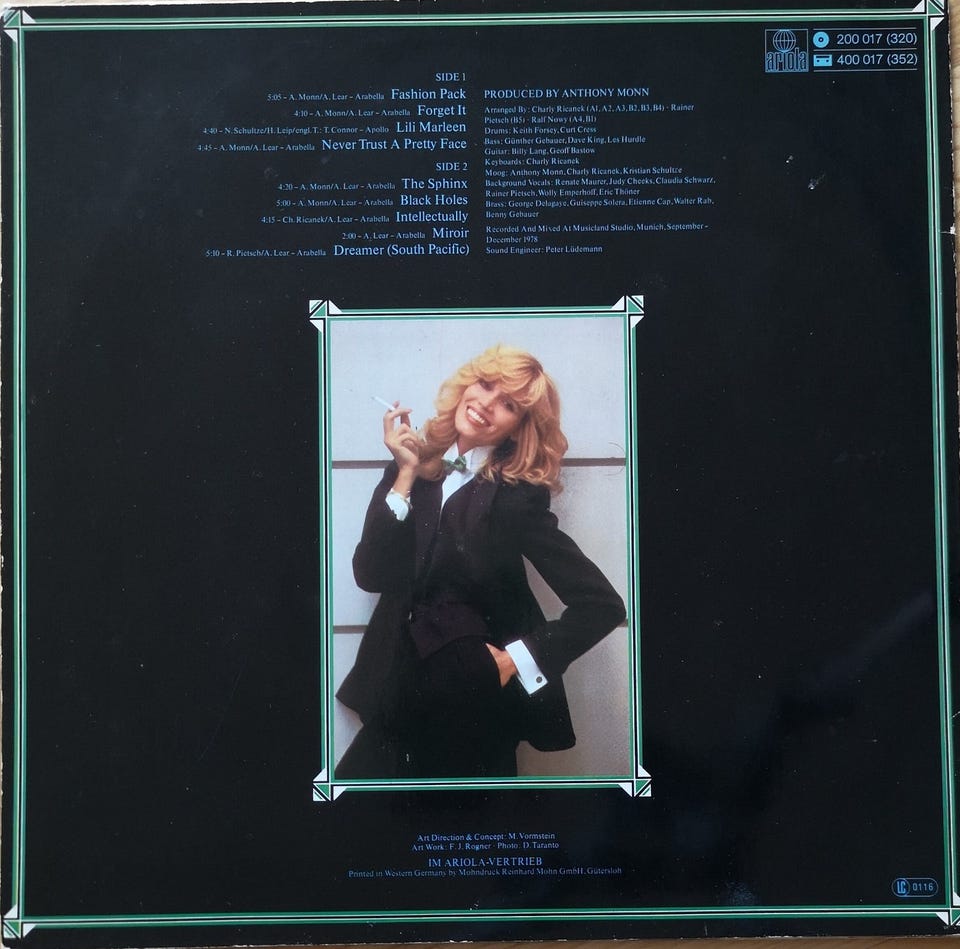 ariola
200 017 (320)
400 017 (352)
SIDE 1
5:05 – A. Monn/A. Lear – Arabella Fashion Pack
4:10 – A. Monn/A. Lear – Arabella Forget It
4:40 – N. Schultze/H. Leip/engl. T.: T. Connor – Apollo Lili Marleen
4:45 – A. Monn/A. Lear – Arabella Never Trust A Pretty Face
SIDE 2
4:20 – A. Monn/A. Lear – Arabella The Sphinx
5:00 – A. Monn/A. Lear – Arabella Black Holes
4:15 – Ch. Ricanek/A. Lear – Arabella Intellectually
2:00 – A. Lear – Arabella Miroir
5:10 – R. Pietsch/A. Lear – Arabella Dreamer (South Pacific)
PRODUCED BY ANTHONY MONN
Arranged By: Charly Ricanek (A1, A2, A3, B2, B3, B4) · Rainer
Pietsch (B5) · Ralf Nowy (A4, B1)
Drums: Keith Forsey, Curt Cress
Bass: Günther Gebauer, Dave King, Les Hurdle
Guitar: Billy Lang, Geoff Bastow
Keyboards: Charly Ricanek
Moog: Anthony Monn, Charly Ricanek, Kristian Schultze
Background Vocals: Renate Maurer, Judy Cheeks, Claudia Schwarz,
Rainer Pietsch, Wolly Emperhoff, Eric Thöner
Brass: George Delagaye, Guiseppe Solera, Etienne Cap, Walter Rab,
Benny Gebauer
Recorded And Mixed At Musicland Studio, Munich, September –
December 1978
Sound Engineer: Peter Lüdemann
Art Direction & Concept: M. Vormstein
Art Work: F. J. Rogner · Photo: D. Taranto
IM ARIOLA-VERTRIEB
Printed in Western Germany by Mohndruck Reinhard Mohn GmbH, Gütersloh
LC 0116